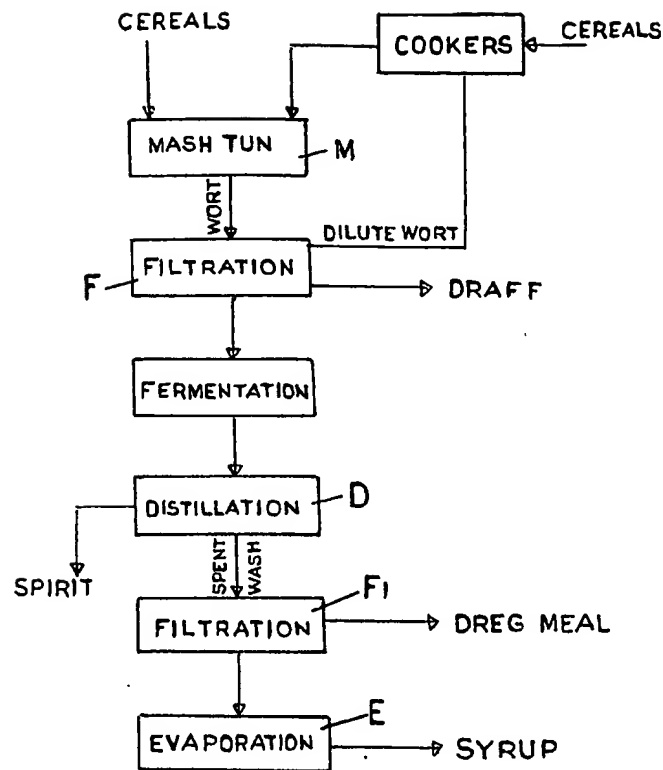 CEREALS
COOKERS
CEREALS
MASH TUN
M
WORT
DILUTE WORT
FILTRATION
F
DRAFF
FERMENTATION
DISTILLATION
D
SPIRIT
SPENT
WASH
F1
FILTRATION
DREG MEAL
E
EVAPORATION
SYRUP